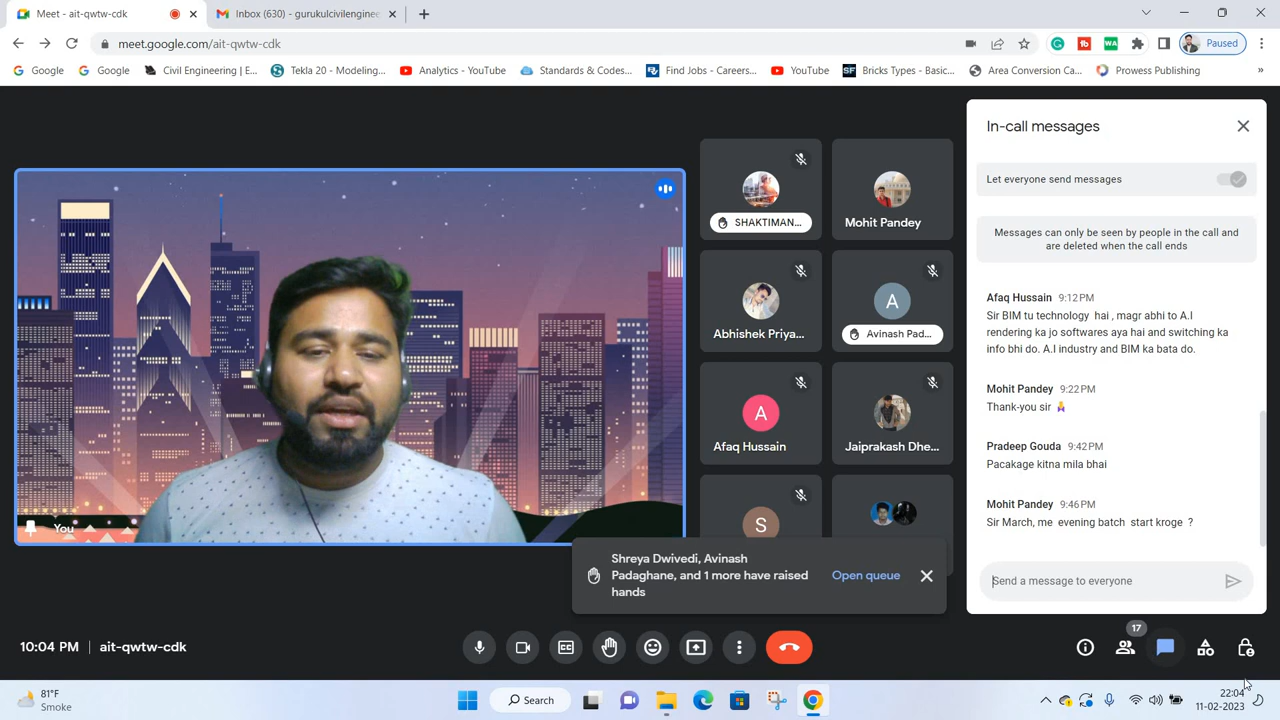 Meet - ait-qwtw-cdk
Inbox (630) - gurukulcivilenginee
meet.google.com/ait-qwtw-cdk
Paused
Google
Google
Civil Engineering | E...
Tekla 20 - Modeling...
Analytics - YouTube
Standards & Codes...
Find Jobs - Careers...
YouTube
SF
Bricks Types - Basic...
Area Conversion Ca...
Prowess Publishing
»
In-call messages
Let everyone send messages
Messages can only be seen by people in the call and
are deleted when the call ends
SHAKTIMAN...
Mohit Pandey
Abhishek Priya...
A
Avinash Pad...
A
Afaq Hussain
Jaiprakash Dhe...
S
You
Afaq Hussain 9:12 PM
Sir BIM tu technology hai , magr abhi to A.I
rendering ka jo softwares aya hai and switching ka
info bhi do. A.I industry and BIM ka bata do.
Mohit Pandey 9:22 PM
Thank-you sir
Pradeep Gouda 9:42 PM
Pacakage kitna mila bhai
Mohit Pandey 9:46 PM
Sir March, me evening batch start kroge ?
Send a message to everyone
Shreya Dwivedi, Avinash
Padaghane, and 1 more have raised
hands
Open queue
10:04 PM | ait-qwtw-cdk
17
81°F
Smoke
Search
22:04
11-02-2023